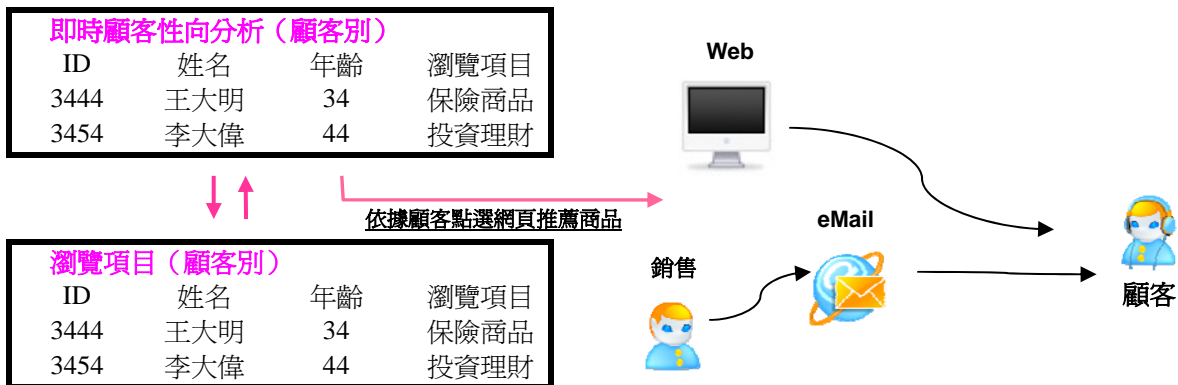 即時顧客性向分析（顧客別）
ID 姓名 年齡 瀏覽項目
3444 王大明 34 保險商品
3454 李大偉 44 投資理財
依據顧客點選網頁推薦商品
瀏覽項目（顧客別）
ID 姓名 年齡 瀏覽項目
3444 王大明 34 保險商品
3454 李大偉 44 投資理財
Web
eMail
銷售
顧客